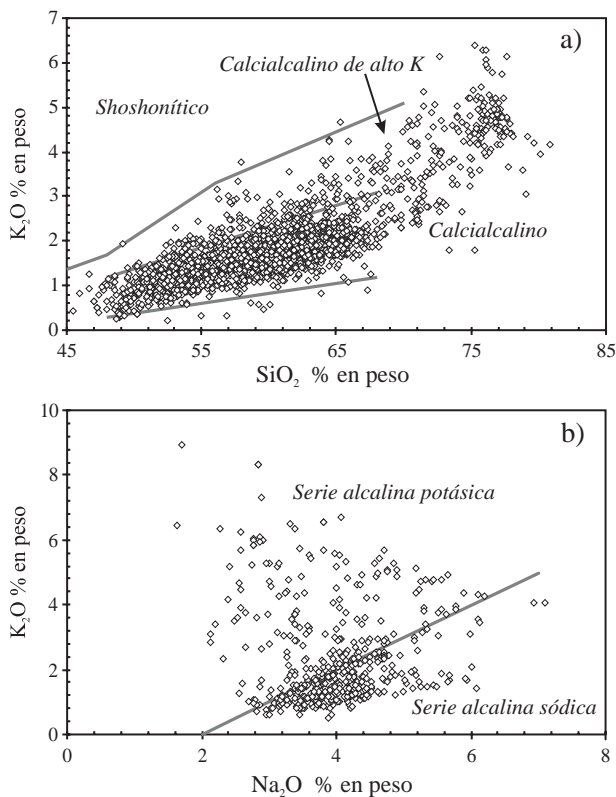 a)
7
6
5
4
3
2
1
0
K₂O % en peso
Shoshonítico
Calcialcalino de alto K
Calcialcalino
45 55 65 75 85
SiO₂ % en peso
b)
10
8
6
4
2
0
K₂O % en peso
Serie alcalina potásica
Serie alcalina sódica
0 2 4 6 8
Na₂O % en peso